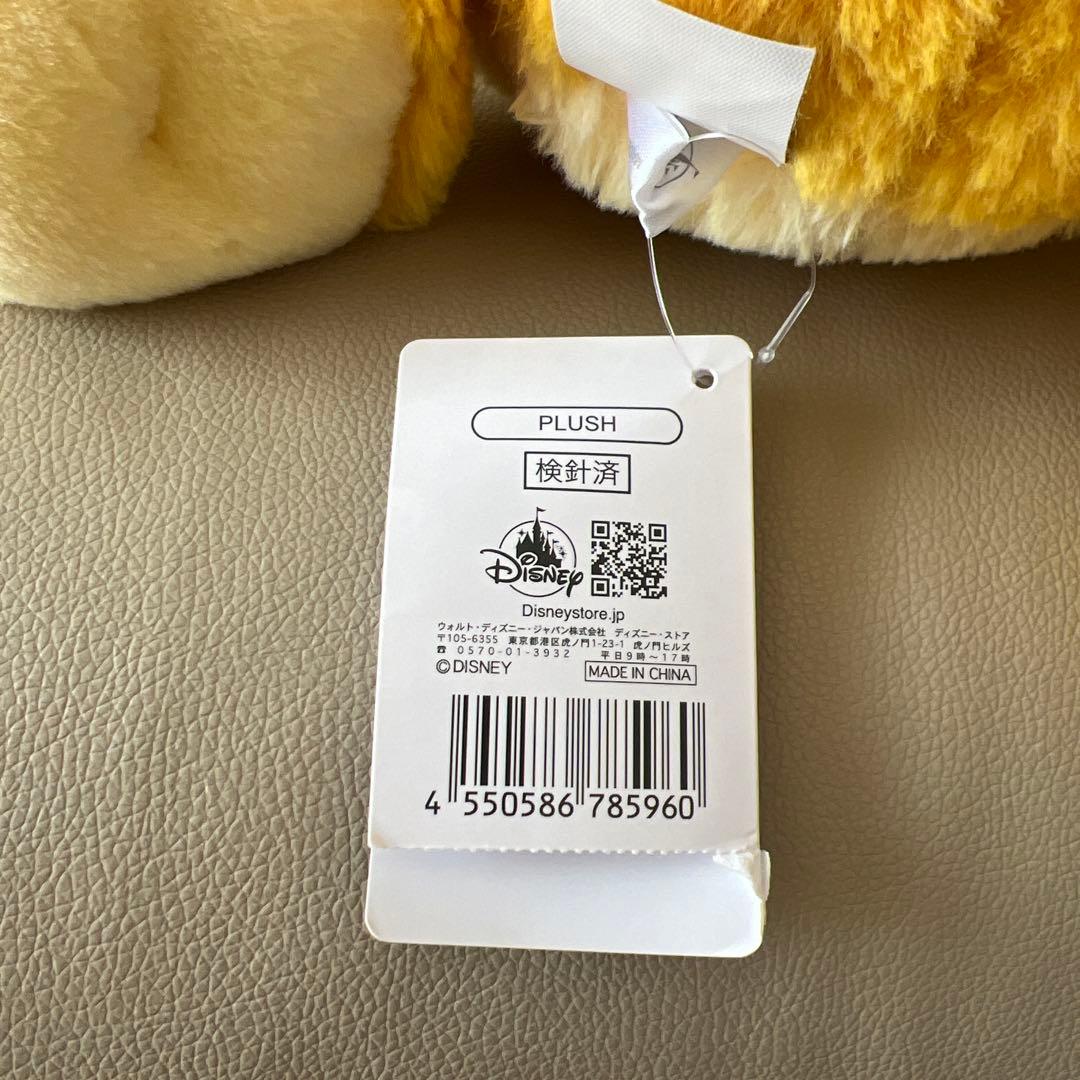 PLUSH
検針済
Disney
Disneystore.jp
ウォルト・ディズニー・ジャパン株式会社 ディズニー・ストア
〒105-6355 東京都港区虎ノ門1-23-1 虎ノ門ヒルズ
☎ 0570-01-3932 平日9時～17時
©DISNEY MADE IN CHINA
4 550586 785960